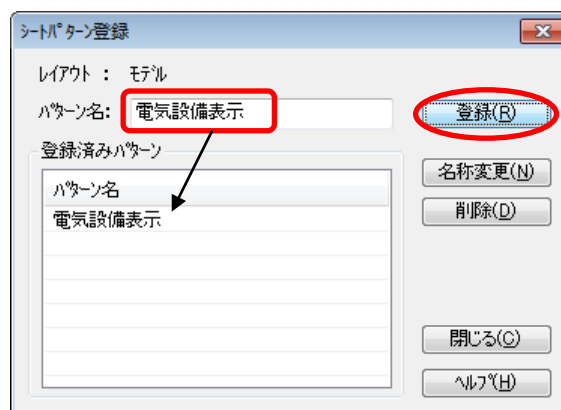 ｼｰﾄﾊﾟﾀｰﾝ登録
ﾚｲｱｳﾄ： ﾓﾃﾞﾙ
ﾊﾟﾀｰﾝ名: 電気設備表示
登録(R)
登録済みﾊﾟﾀｰﾝ
名称変更(N)
ﾊﾟﾀｰﾝ名
削除(D)
電気設備表示
閉じる(C)
ﾍﾙﾌﾟ(H)